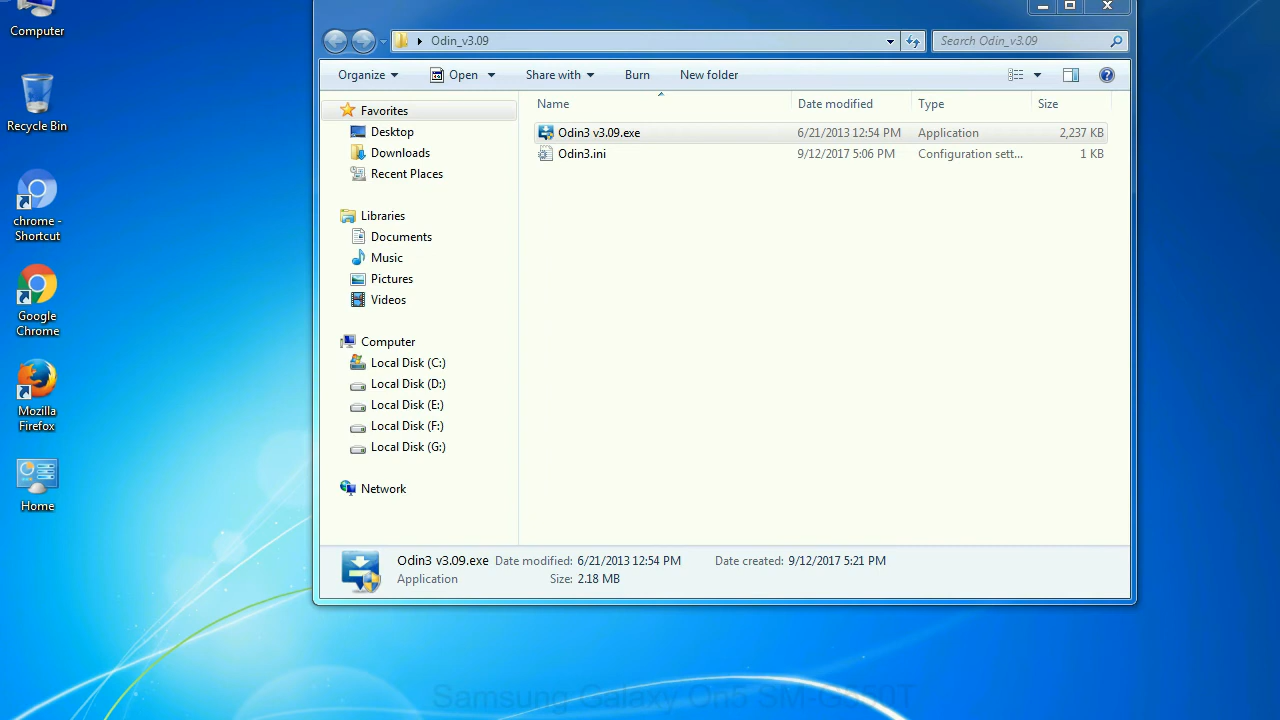 Computer
Recycle Bin
chrome - Shortcut
Google Chrome
Mozilla Firefox
Home
Odin_v3.09
Search Odin_v3.09
Organize Open Share with Burn New folder
Name Date modified Type Size
Odin3 v3.09.exe 6/21/2013 12:54 PM Application 2,237 KB
Odin3.ini 9/12/2017 5:06 PM Configuration sett... 1 KB
Favorites
Desktop
Downloads
Recent Places
Libraries
Documents
Music
Pictures
Videos
Computer
Local Disk (C:)
Local Disk (D:)
Local Disk (E:)
Local Disk (F:)
Local Disk (G:)
Network
Odin3 v3.09.exe Date modified: 6/21/2013 12:54 PM Date created: 9/12/2017 5:21 PM
Application Size: 2.18 MB
Samsung Galaxy On5 SM-G550T